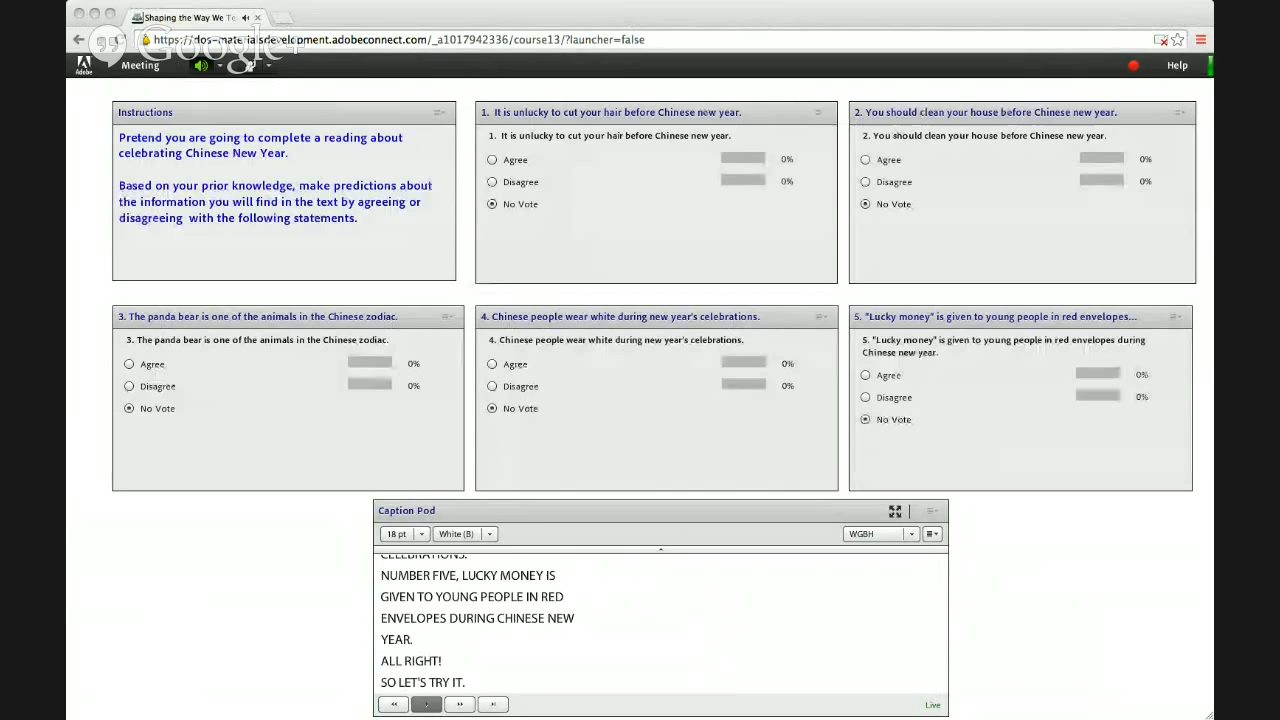 Shaping the Way We Te
Google+
https://dos-materialsdevelopment.adobeconnect.com/_a1017942336/course13/?launcher=false
Adobe
Meeting
Help
Instructions
Pretend you are going to complete a reading about
celebrating Chinese New Year.
Based on your prior knowledge, make predictions about
the information you will find in the text by agreeing or
disagreeing with the following statements.
1. It is unlucky to cut your hair before Chinese new year.
1. It is unlucky to cut your hair before Chinese new year.
Agree 0%
Disagree 0%
No Vote
2. You should clean your house before Chinese new year.
2. You should clean your house before Chinese new year.
Agree 0%
Disagree 0%
No Vote
3. The panda bear is one of the animals in the Chinese zodiac.
3. The panda bear is one of the animals in the Chinese zodiac.
Agree 0%
Disagree 0%
No Vote
4. Chinese people wear white during new year's celebrations.
4. Chinese people wear white during new year's celebrations.
Agree 0%
Disagree 0%
No Vote
5. "Lucky money" is given to young people in red envelopes...
5. "Lucky money" is given to young people in red envelopes during
Chinese new year.
Agree 0%
Disagree 0%
No Vote
Caption Pod
18 pt White (B) WGBH
CELEBRATIONS.
NUMBER FIVE, LUCKY MONEY IS
GIVEN TO YOUNG PEOPLE IN RED
ENVELOPES DURING CHINESE NEW
YEAR.
ALL RIGHT!
SO LET'S TRY IT.
Live